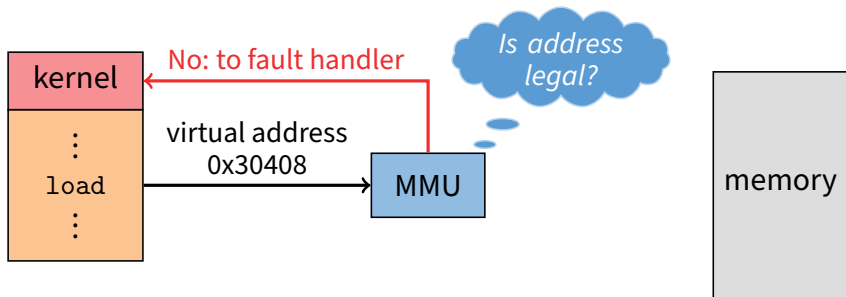 Is address
legal?
No: to fault handler
kernel
virtual address
0x30408
⋮
load
⋮
MMU
memory